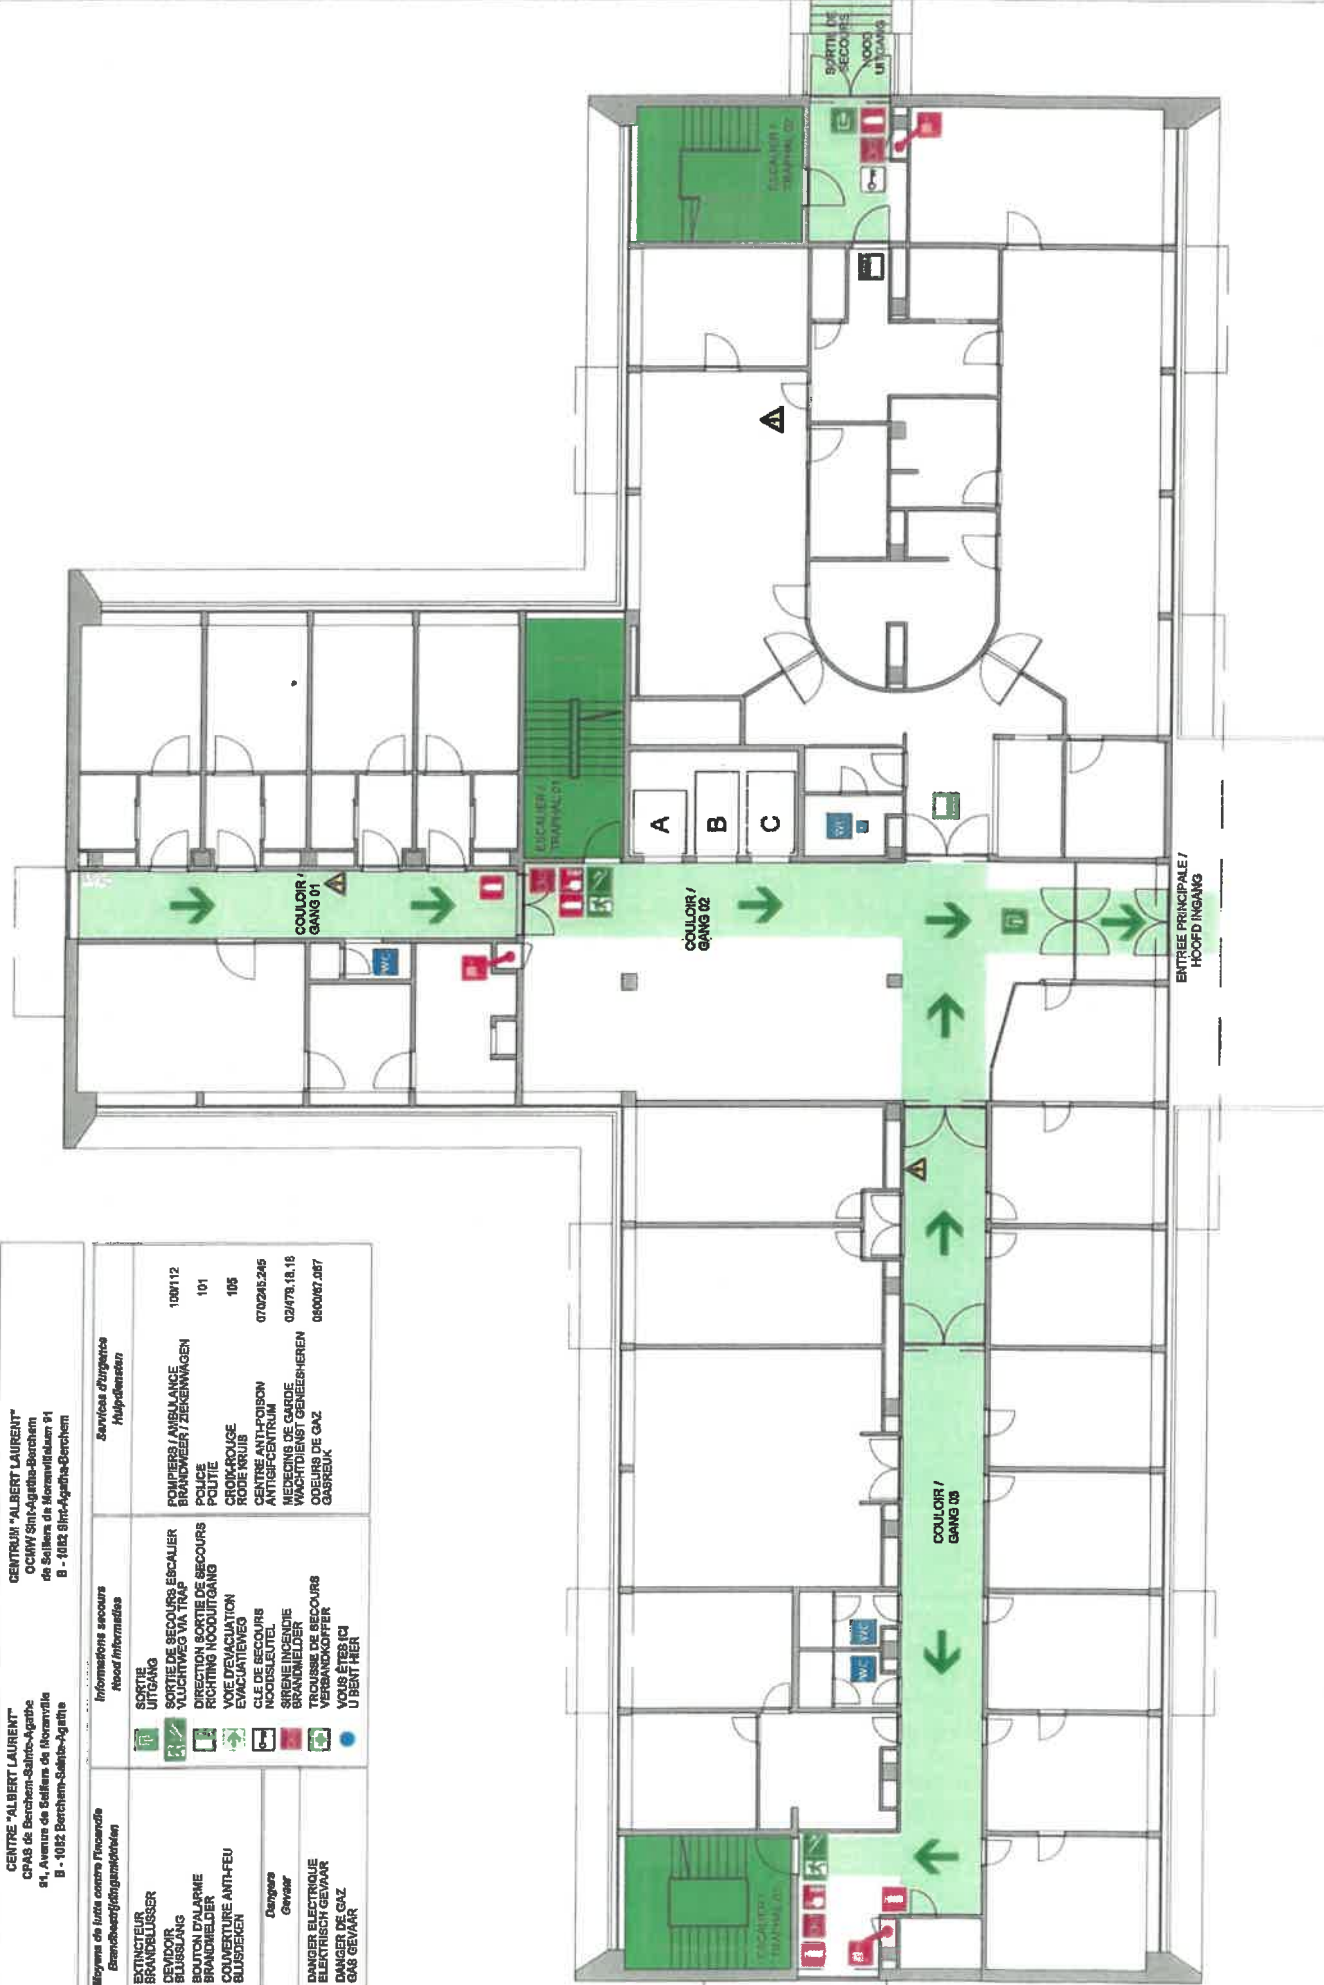 CENTRE "ALBERT LAURENT"
CPAS de Berchem-Sainte-Agathe
91, Avenue de Selliers de Moranville
B - 1082 Berchem-Sainte-Agathe
CENTRUM "ALBERT LAURENT"
OCMW Sint-Agatha-Berchem
de Selliers de Moranvillelaan 91
B - 1082 Sint-Agatha-Berchem
Moyens de lutte contre l'incendie
Brandbestrijdingsmiddelen
EXTINCTEUR
BRANDBLUSSER
DEVIDOIR
BLUSSLANG
BOUTON D'ALARME
BRANDMELDER
COUVERTURE ANTI-FEU
BLUSDEKEN
Dangers
Gevaar
DANGER ELECTRIQUE
ELEKTRISCH GEVAAR
DANGER DE GAZ
GAS GEVAAR
Informations secours
Nood informaties
SORTIE
UITGANG
SORTIE DE SECOURS ESCALIER
VLUCHTWEG VIA TRAP
DIRECTION SORTIE DE SECOURS
RICHTING NOODUITGANG
VOIE D'EVACUATION
EVACUATIEWEG
CLE DE SECOURS
NOODSLEUTEL
SIRENE INCENDIE
BRANDMELDER
TROUSSE DE SECOURS
VERBANDKOFFER
VOUS ÊTES ICI
U BENT HIER
Services d'urgence
Hulpdiensten
POMPIERS / AMBULANCE 100/112
BRANDWEER / ZIEKENWAGEN
POLICE 101
POLITIE
CROIX-ROUGE 105
RODE KRUIS
CENTRE ANTI-POISON 070/245.245
ANTIGIFCENTRUM
MEDECINS DE GARDE 02/479.18.18
WACHTDIENST GENEESHEREN
ODEURS DE GAZ 0800/67.087
GASREUK
COULOIR /
GANG 01
ESCALIER /
TRAPHAL 01
A
B
C
WC
WC
COULOIR /
GANG 02
ESCALIER /
TRAPHAL 02
SORTIE DE
SECOURS
NOOD
UITGANG
ENTREE PRINCIPALE /
HOOFD INGANG
COULOIR /
GANG 03
WC
WC
ESCALIER /